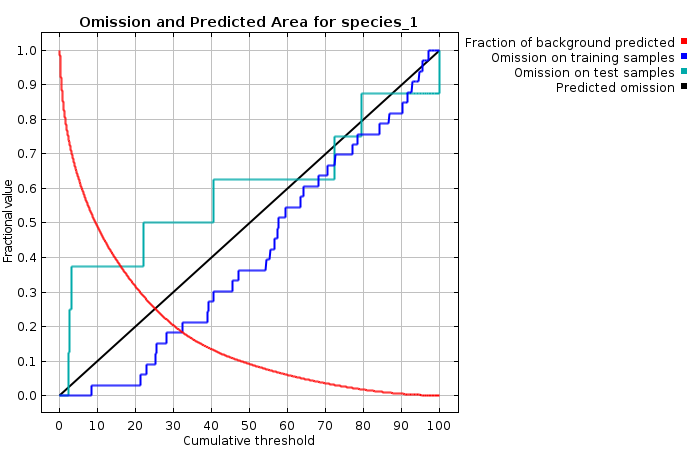 Omission and Predicted Area for species_1
Fraction of background predicted
Omission on training samples
Omission on test samples
Predicted omission
Fractional value
1.0
0.9
0.8
0.7
0.6
0.5
0.4
0.3
0.2
0.1
0.0
0 10 20 30 40 50 60 70 80 90 100
Cumulative threshold